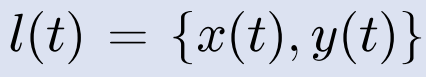 l(t) = {x(t), y(t)}